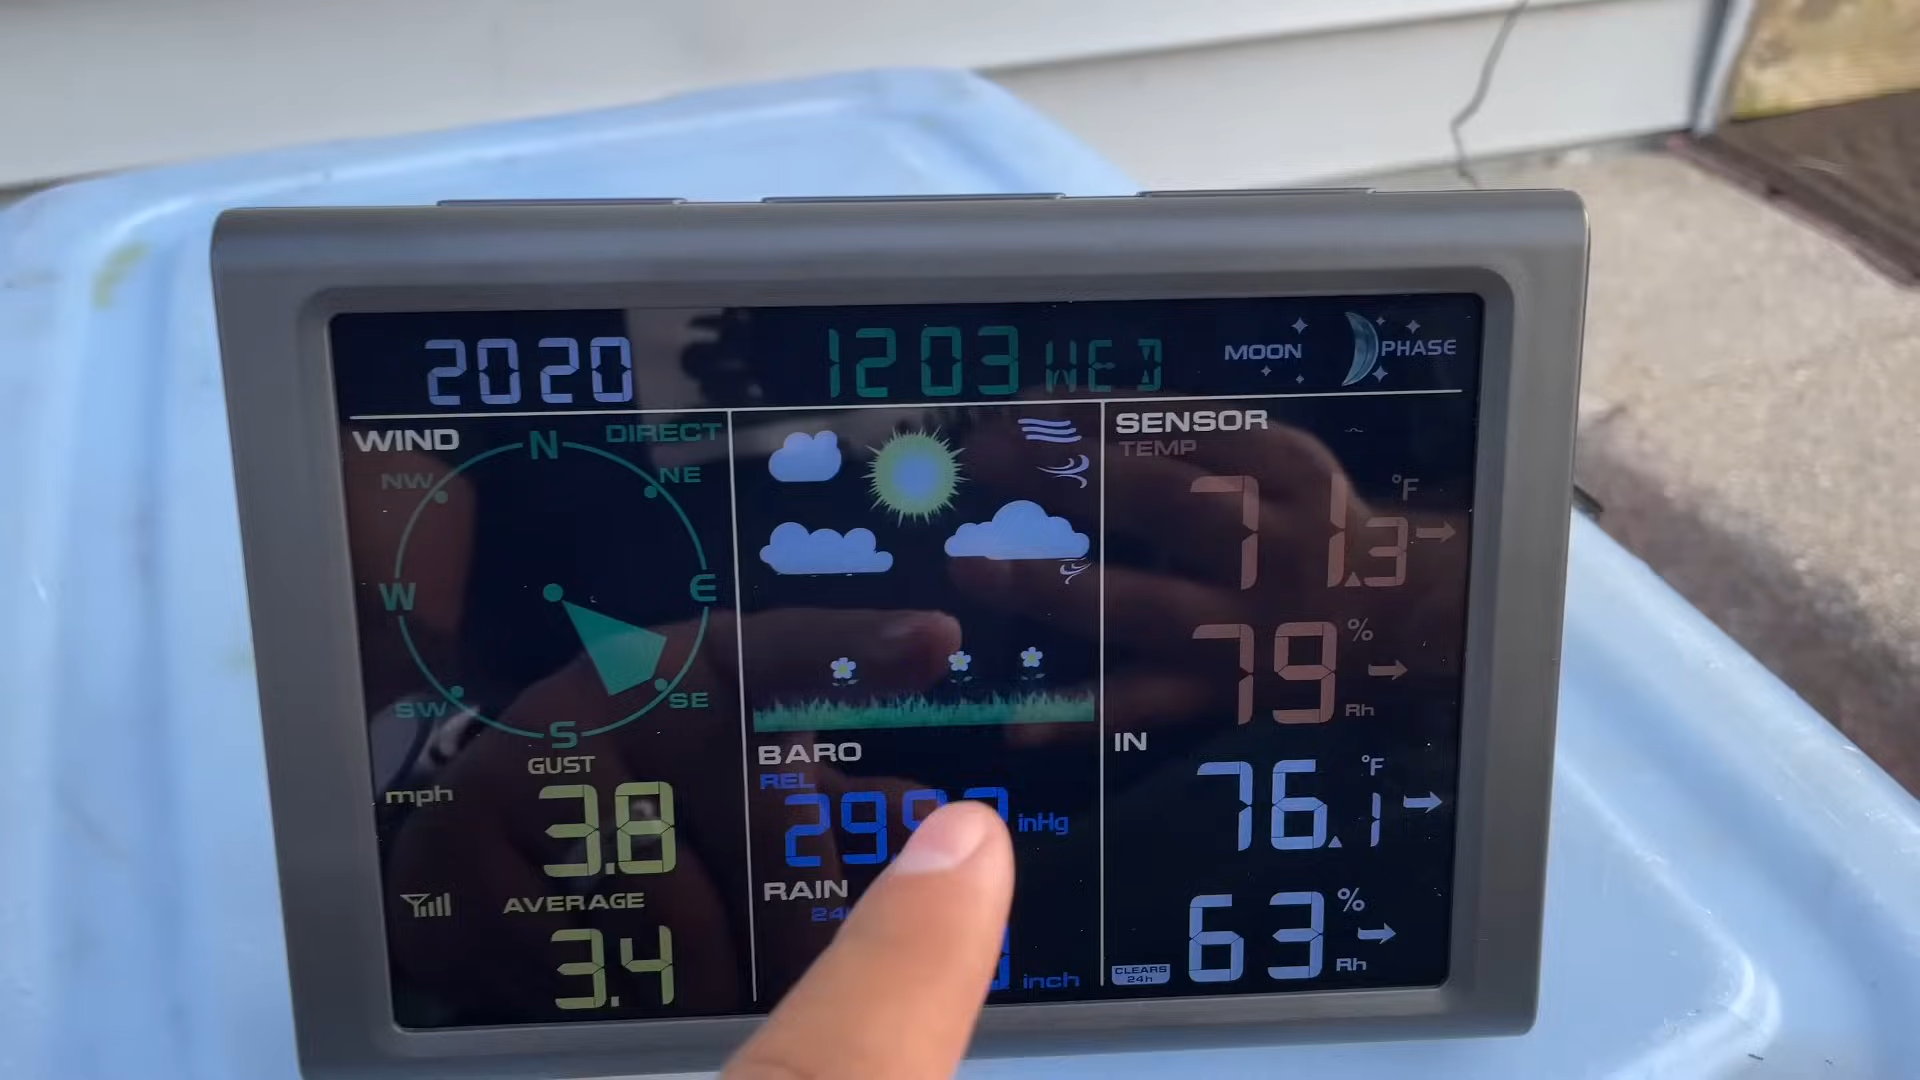 2020 1203 WED MOON PHASE
WIND DIRECT
N
NW NE
W E
SW SE
S
GUST
mph
3.8
AVERAGE
3.4
BARO
REL
inHg
RAIN
inch
SENSOR
TEMP
71.3 °F
79 %
Rh
IN
76.1 °F
63 %
Rh
CLEARS
24h